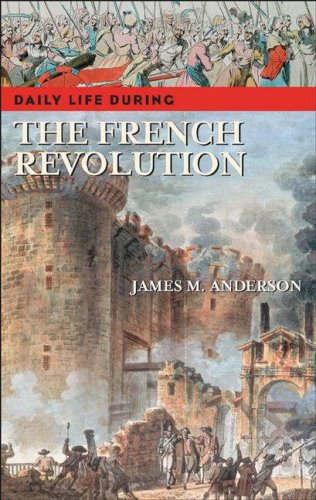 DAILY LIFE DURING
THE FRENCH
REVOLUTION
JAMES M. ANDERSON